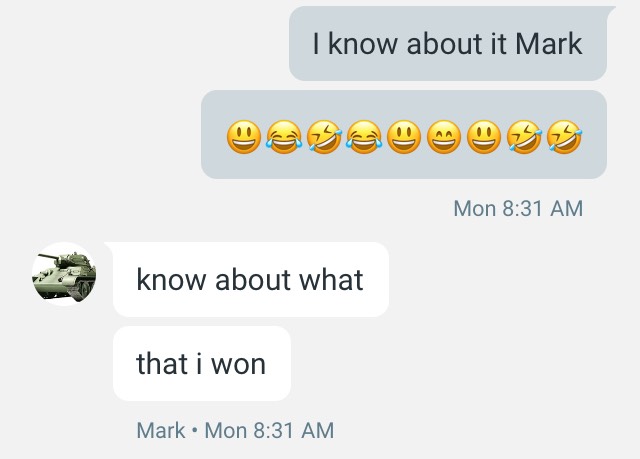 I know about it Mark
😃😂🤣😂😃😄😃🤣🤣
Mon 8:31 AM
know about what
that i won
Mark • Mon 8:31 AM